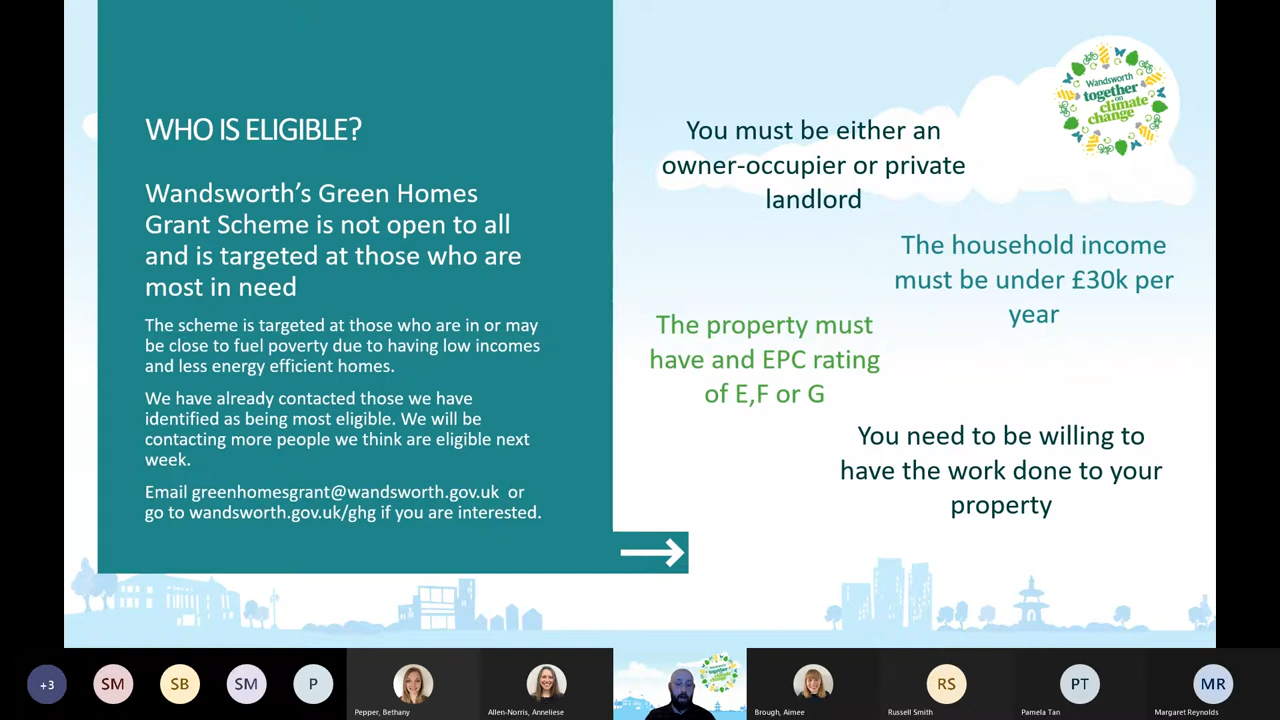 WHO IS ELIGIBLE?
Wandsworth's Green Homes
Grant Scheme is not open to all
and is targeted at those who are
most in need
The scheme is targeted at those who are in or may
be close to fuel poverty due to having low incomes
and less energy efficient homes.
We have already contacted those we have
identified as being most eligible. We will be
contacting more people we think are eligible next
week.
Email greenhomesgrant@wandsworth.gov.uk or
go to wandsworth.gov.uk/ghg if you are interested.
Wandsworth
together
on
climate
change
You must be either an
owner-occupier or private
landlord
The household income
must be under £30k per
year
The property must
have and EPC rating
of E,F or G
You need to be willing to
have the work done to your
property
+3
SM
SB
SM
P
Pepper, Bethany
Allen-Norris, Anneliese
Wandsworth
together
on
climate
change
Brough, Aimee
RS
Russell Smith
PT
Pamela Tan
MR
Margaret Reynolds